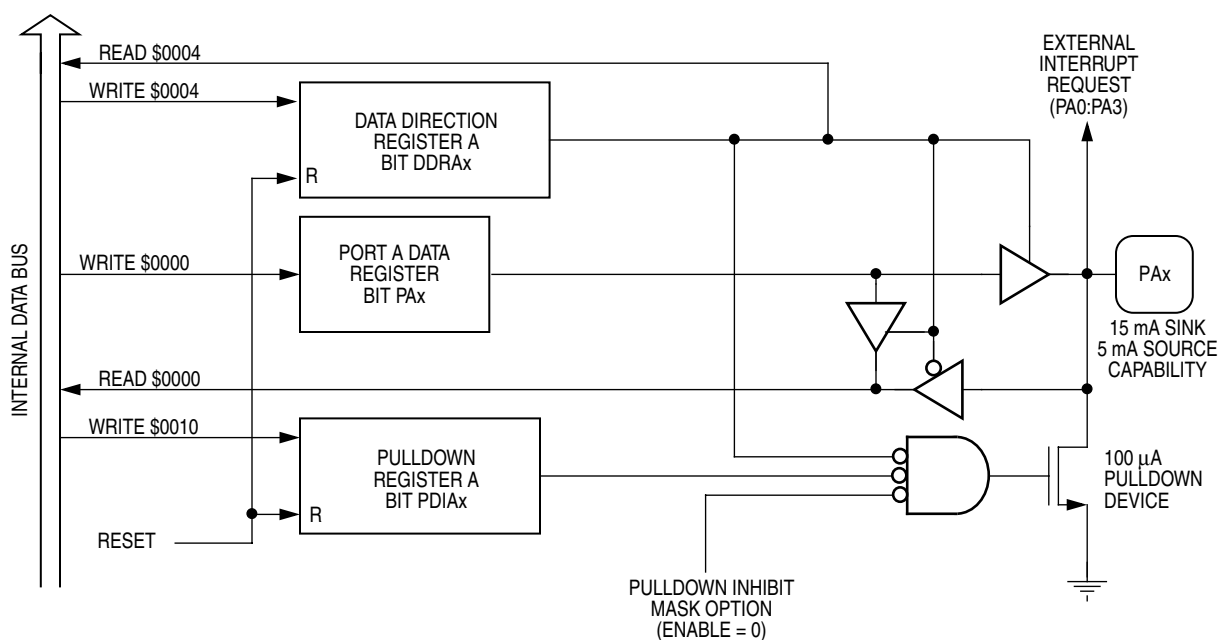 INTERNAL DATA BUS
READ $0004
WRITE $0004
DATA DIRECTION
REGISTER A
BIT DDRAx
R
EXTERNAL
INTERRUPT
REQUEST
(PA0:PA3)
WRITE $0000
PORT A DATA
REGISTER
BIT PAx
PAx
15 mA SINK
5 mA SOURCE
CAPABILITY
READ $0000
WRITE $0010
PULLDOWN
REGISTER A
BIT PDIAx
R
RESET
100 µA
PULLDOWN
DEVICE
PULLDOWN INHIBIT
MASK OPTION
(ENABLE = 0)